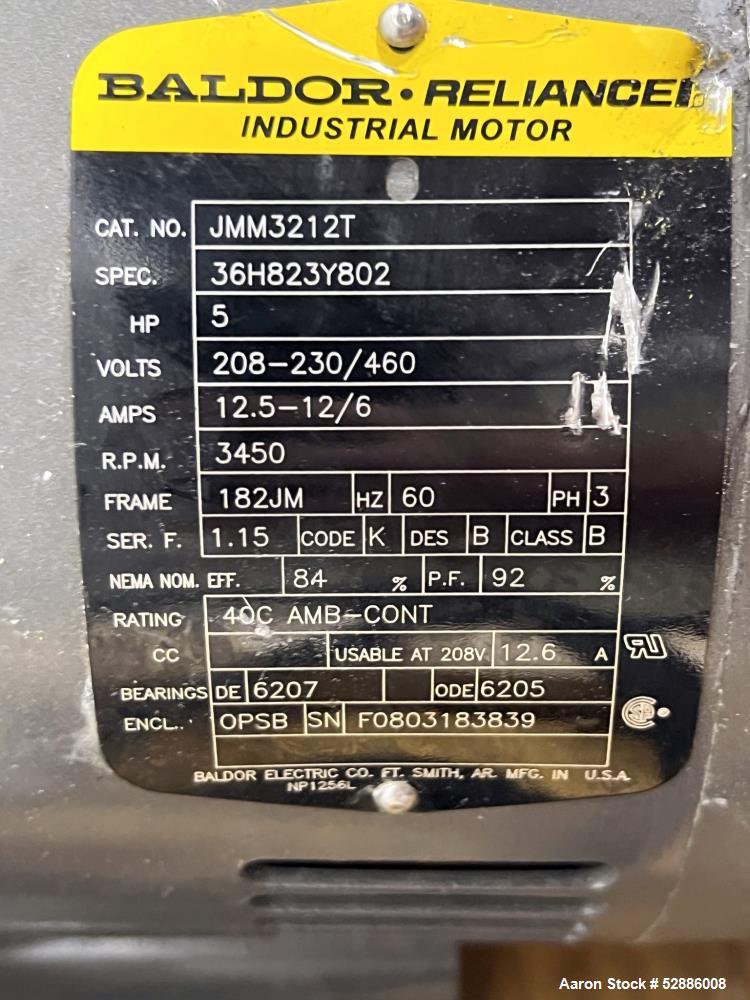 BALDOR • RELIANCE
INDUSTRIAL MOTOR
CAT. NO. JMM3212T
SPEC. 36H823Y802
HP 5
VOLTS 208-230/460
AMPS 12.5-12/6
R.P.M. 3450
FRAME 182JM HZ 60 PH 3
SER. F. 1.15 CODE K DES B CLASS B
NEMA NOM. EFF. 84 % P.F. 92 %
RATING 40C AMB-CONT
CC USABLE AT 208V 12.6 A
BEARINGS DE 6207 ODE 6205
ENCL. OPSB SN F0803183839
BALDOR ELECTRIC CO. FT. SMITH, AR. MFG. IN U.S.A.
NP1256L
Aaron Stock # 52886008